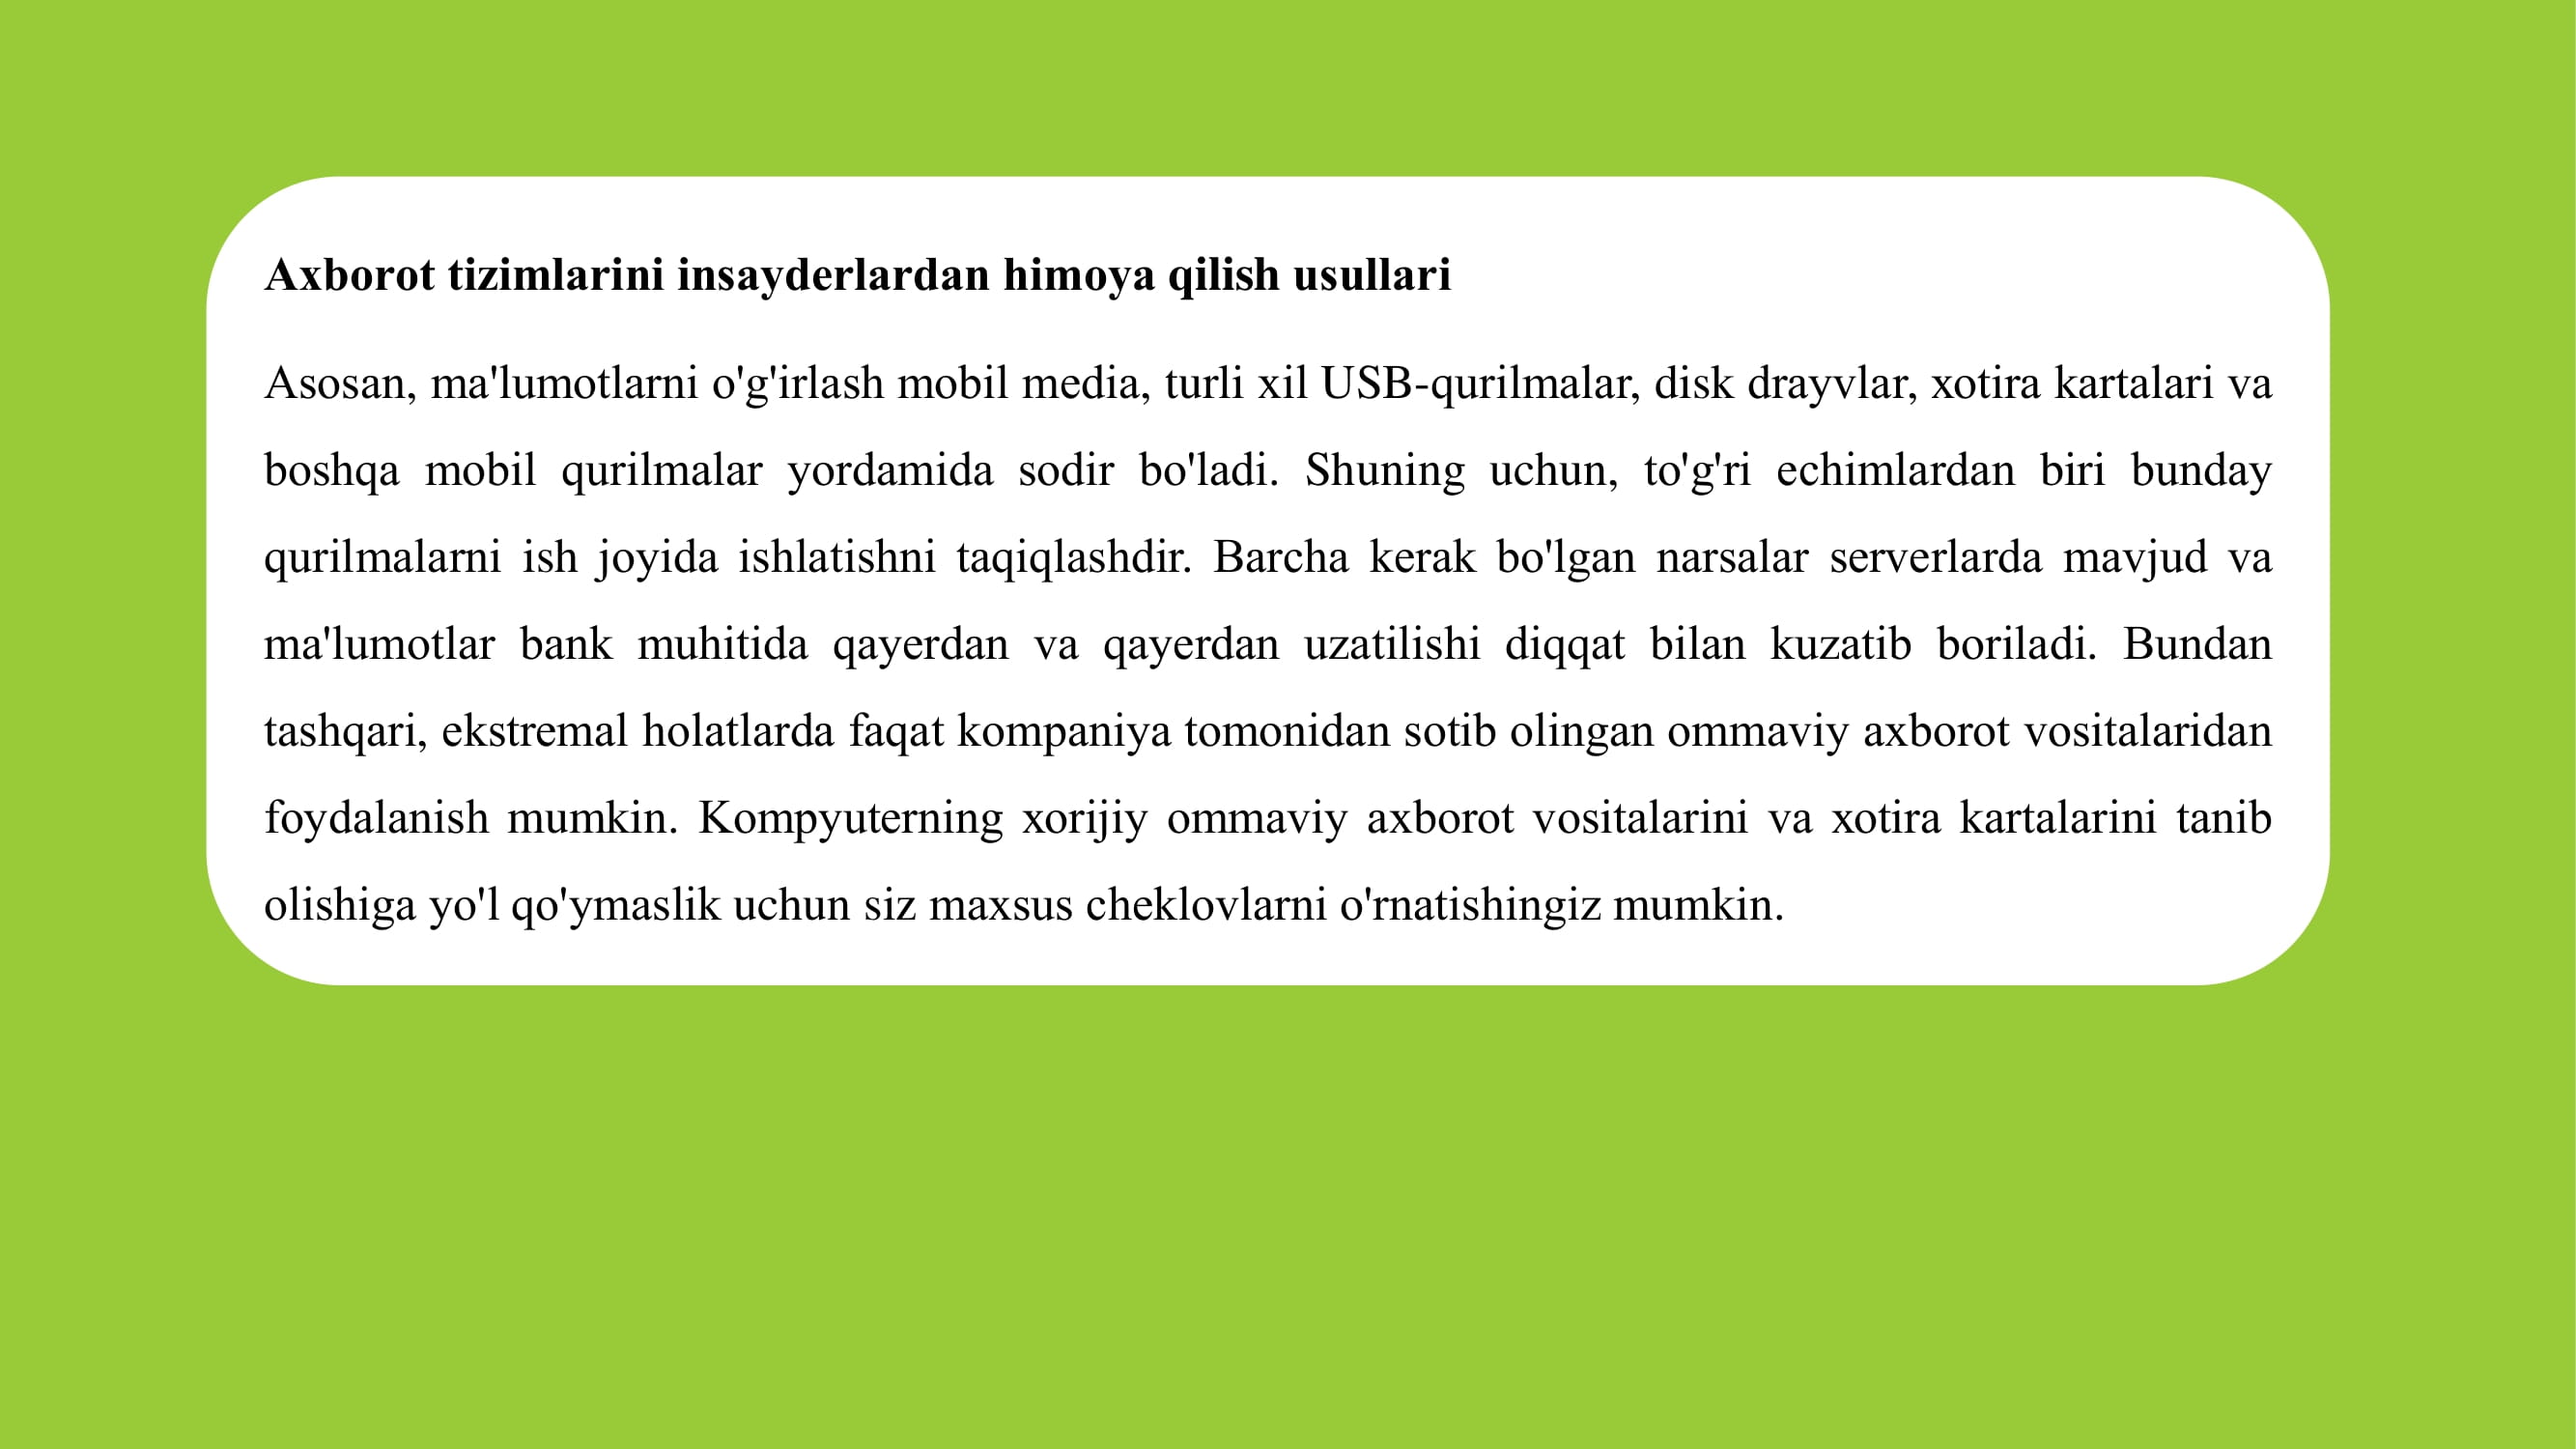 Axborot tizimlarini insayderlardan himoya qilish usullari
Asosan, ma'lumotlarni o'g'irlash mobil media, turli xil USB-qurilmalar, disk drayvlar, xotira kartalari va
boshqa mobil qurilmalar yordamida sodir bo'ladi. Shuning uchun, to'g'ri echimlardan biri bunday
qurilmalarni ish joyida ishlatishni taqiqlashdir. Barcha kerak bo'lgan narsalar serverlarda mavjud va
ma'lumotlar bank muhitida qayerdan va qayerdan uzatilishi diqqat bilan kuzatib boriladi. Bundan
tashqari, ekstremal holatlarda faqat kompaniya tomonidan sotib olingan ommaviy axborot vositalaridan
foydalanish mumkin. Kompyuterning xorijiy ommaviy axborot vositalarini va xotira kartalarini tanib
olishiga yo'l qo'ymaslik uchun siz maxsus cheklovlarni o'rnatishingiz mumkin.